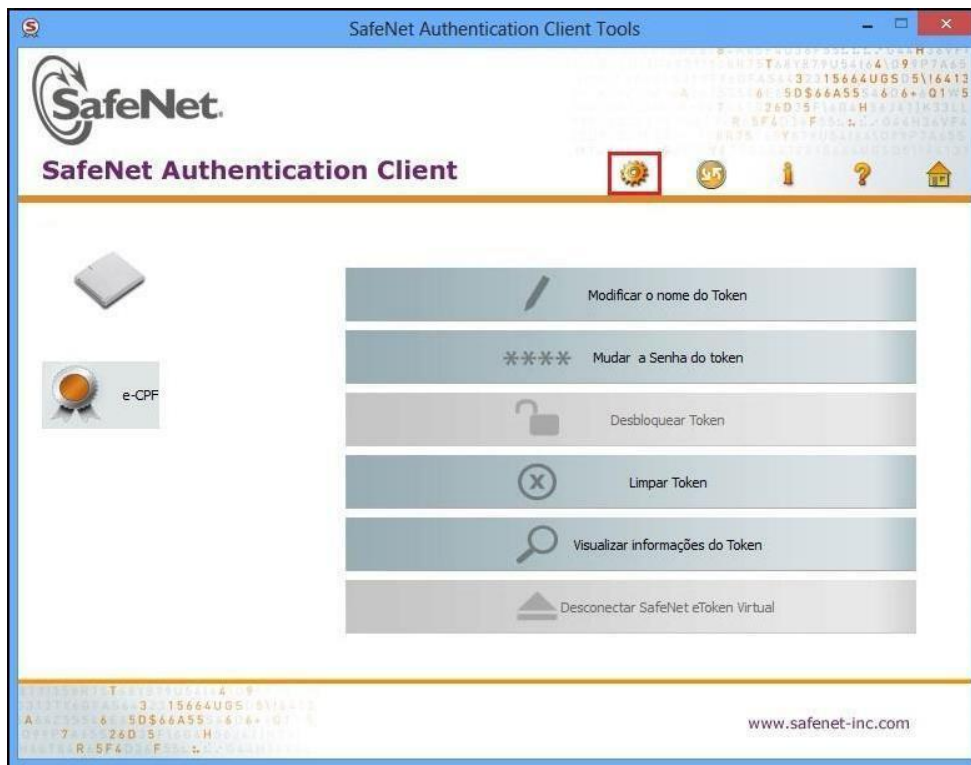 SafeNet Authentication Client Tools
SafeNet.
SafeNet Authentication Client
Modificar o nome do Token
**** Mudar a Senha do token
e-CPF
Desbloquear Token
Limpar Token
Visualizar informações do Token
Desconectar SafeNet eToken Virtual
www.safenet-inc.com